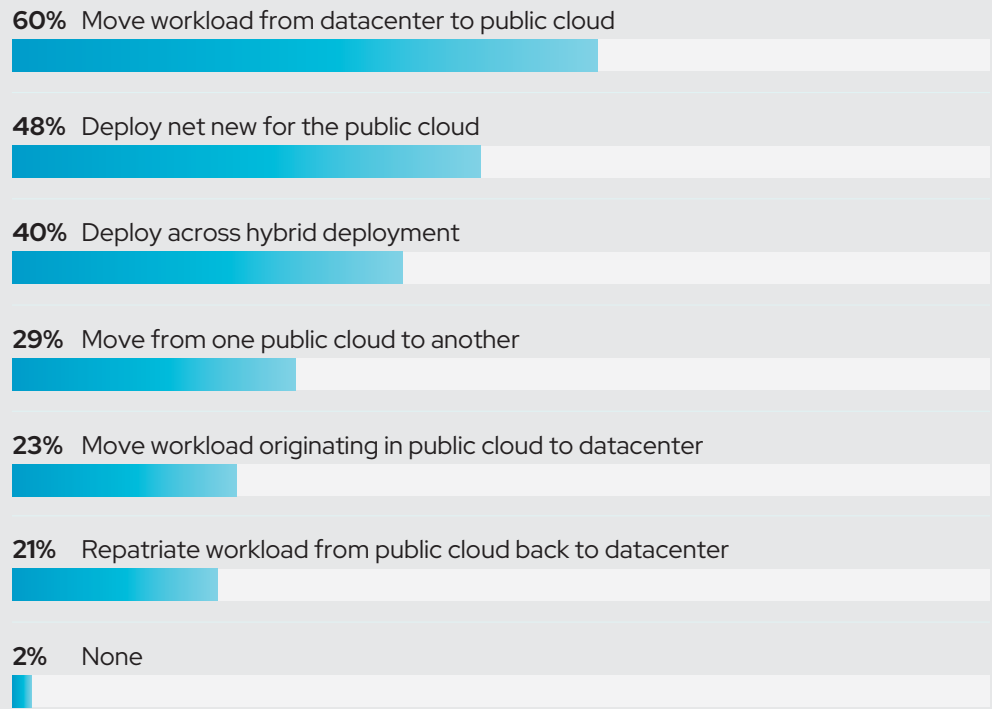 60% Move workload from datacenter to public cloud
48% Deploy net new for the public cloud
40% Deploy across hybrid deployment
29% Move from one public cloud to another
23% Move workload originating in public cloud to datacenter
21% Repatriate workload from public cloud back to datacenter
2% None